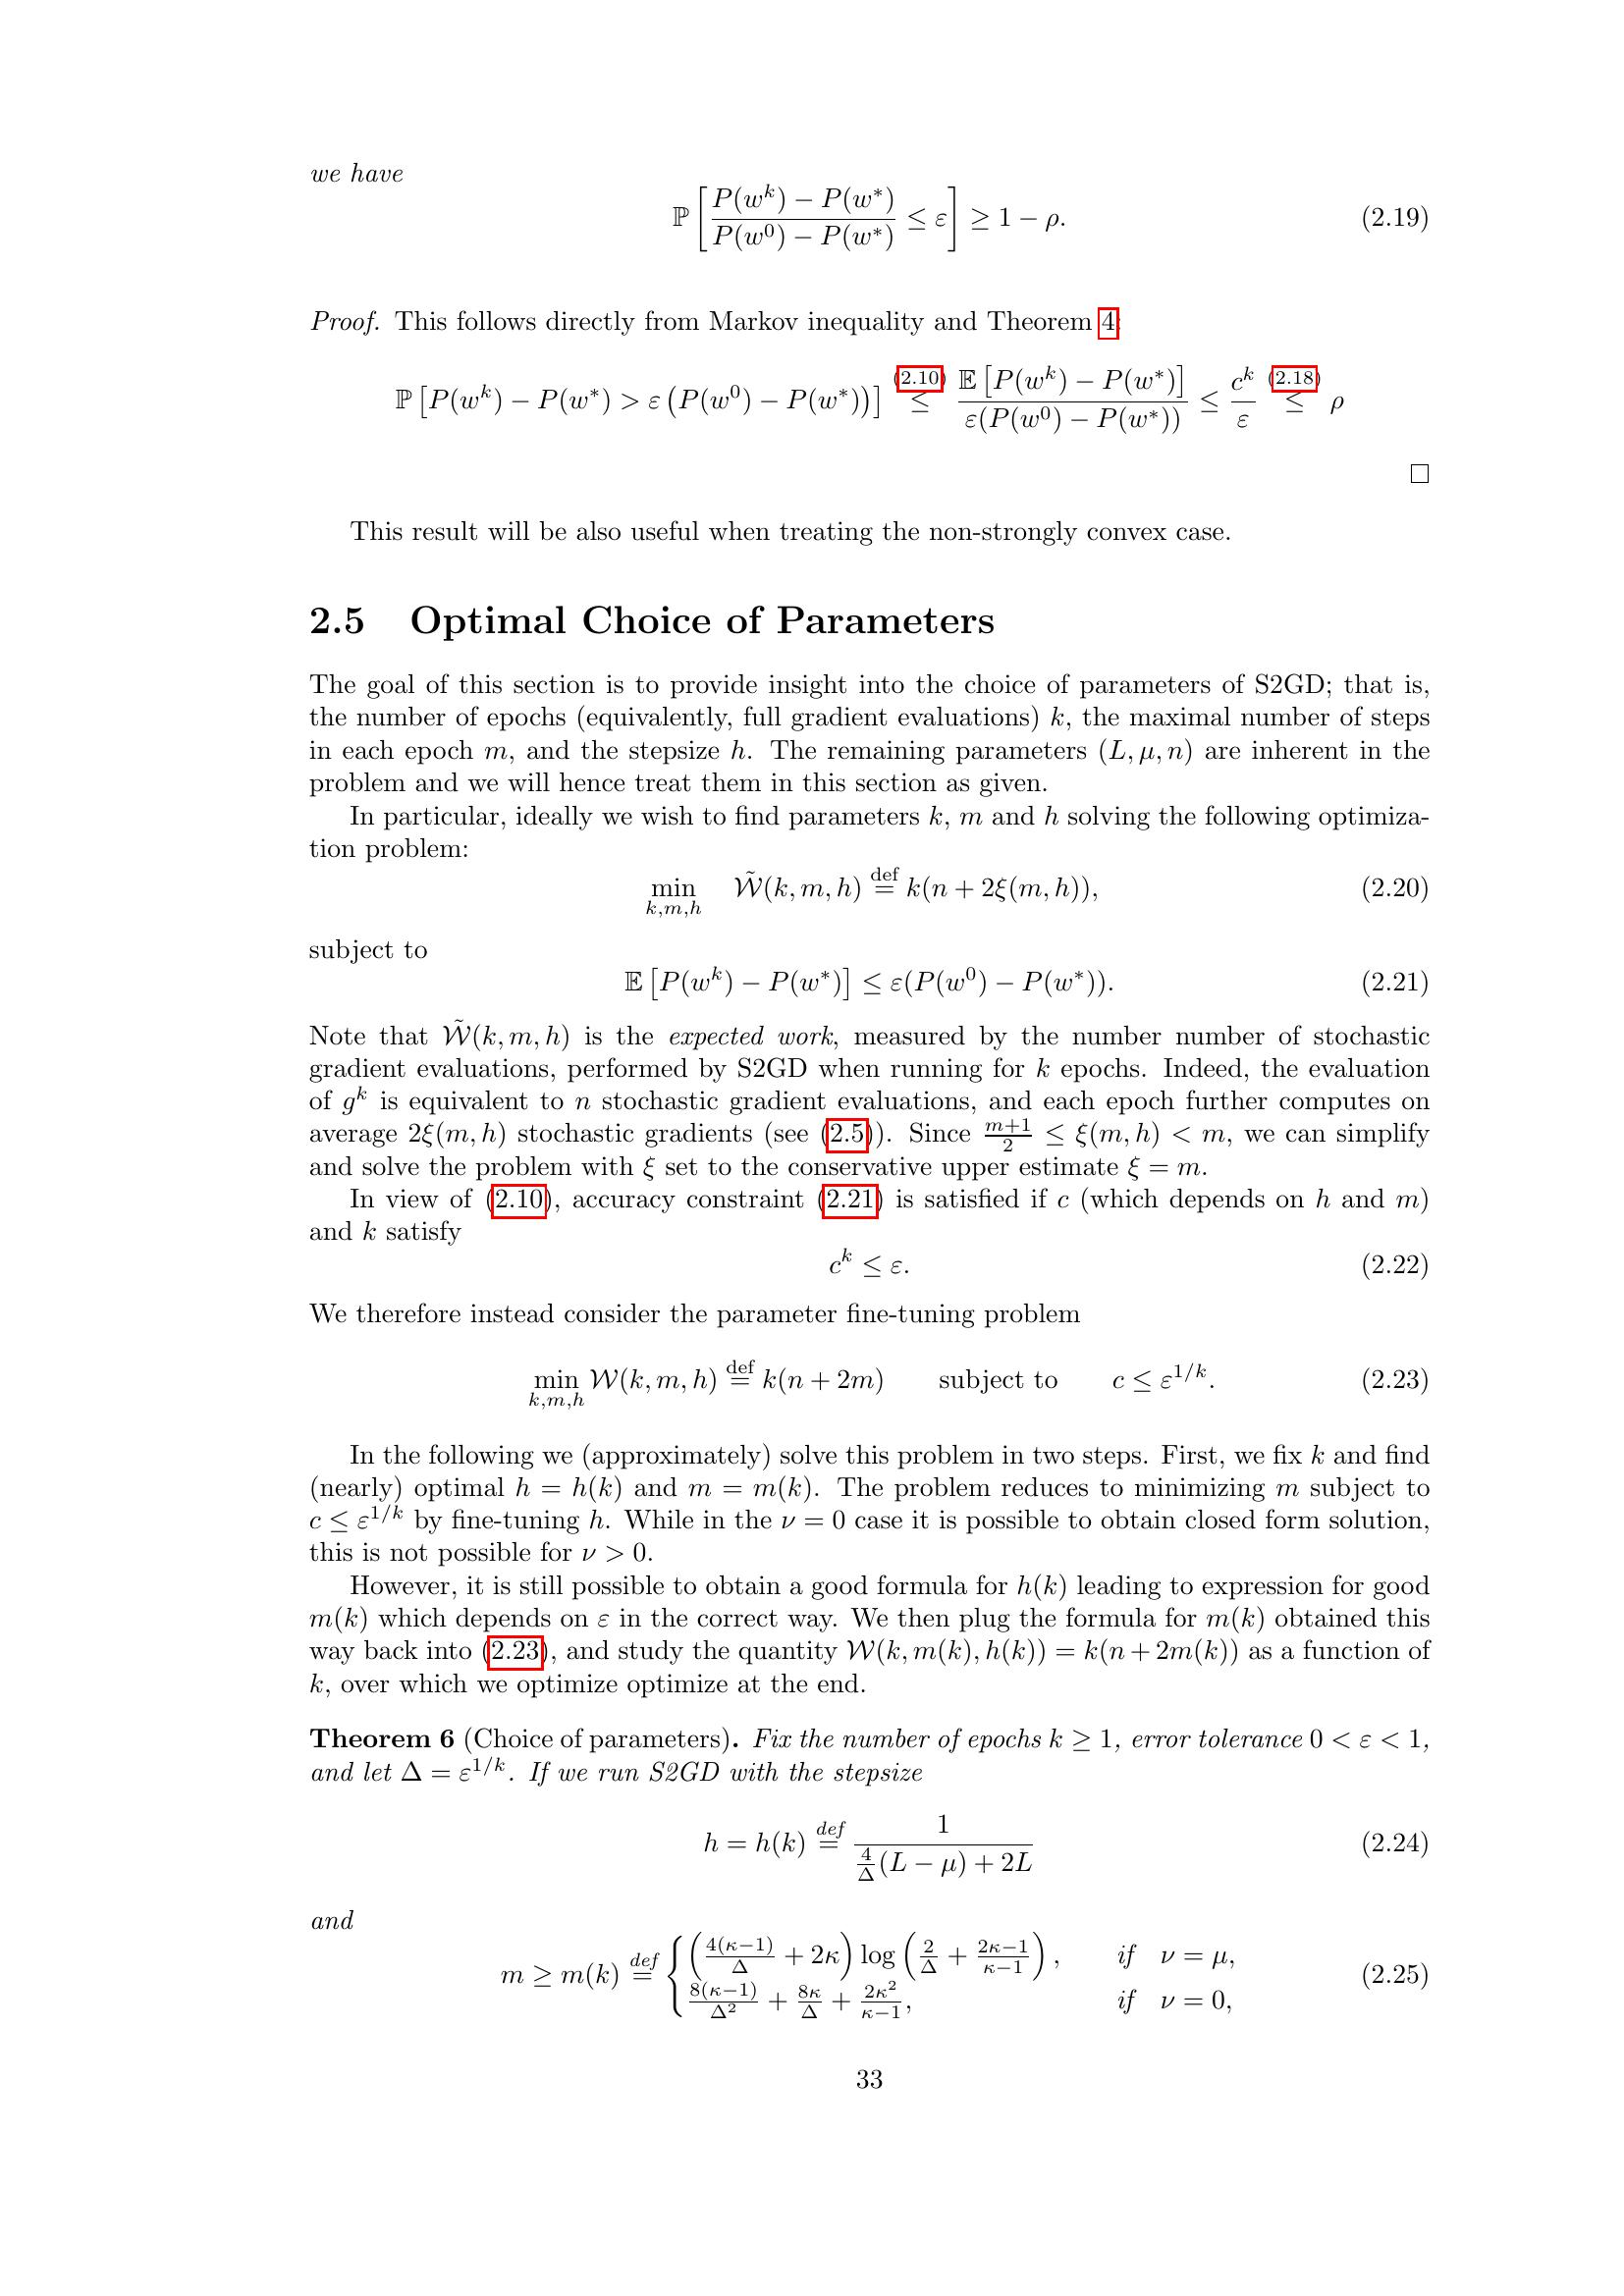 we have
$$\mathbb{P}\left[\frac{P(w^k) - P(w^*)}{P(w^0) - P(w^*)} \leq \varepsilon\right] \geq 1 - \rho. \quad (2.19)$$
Proof. This follows directly from Markov inequality and Theorem 4:
$$\mathbb{P}\left[P(w^k) - P(w^*) > \varepsilon\left(P(w^0) - P(w^*)\right)\right] \overset{(2.10)}{\leq} \frac{\mathbb{E}\left[P(w^k) - P(w^*)\right]}{\varepsilon(P(w^0) - P(w^*))} \leq \frac{c^k}{\varepsilon} \overset{(2.18)}{\leq} \rho$$
□
This result will be also useful when treating the non-strongly convex case.
2.5 Optimal Choice of Parameters
The goal of this section is to provide insight into the choice of parameters of S2GD; that is,
the number of epochs (equivalently, full gradient evaluations) $k$, the maximal number of steps
in each epoch $m$, and the stepsize $h$. The remaining parameters $(L, \mu, n)$ are inherent in the
problem and we will hence treat them in this section as given.
In particular, ideally we wish to find parameters $k$, $m$ and $h$ solving the following optimiza-
tion problem:
$$\min_{k,m,h} \quad \tilde{\mathcal{W}}(k, m, h) \overset{\text{def}}{=} k(n + 2\xi(m, h)), \quad (2.20)$$
subject to
$$\mathbb{E}\left[P(w^k) - P(w^*)\right] \leq \varepsilon(P(w^0) - P(w^*)). \quad (2.21)$$
Note that $\tilde{\mathcal{W}}(k, m, h)$ is the expected work, measured by the number number of stochastic
gradient evaluations, performed by S2GD when running for $k$ epochs. Indeed, the evaluation
of $g^k$ is equivalent to $n$ stochastic gradient evaluations, and each epoch further computes on
average $2\xi(m, h)$ stochastic gradients (see (2.5)). Since $\frac{m+1}{2} \leq \xi(m, h) < m$, we can simplify
and solve the problem with $\xi$ set to the conservative upper estimate $\xi = m$.
In view of (2.10), accuracy constraint (2.21) is satisfied if $c$ (which depends on $h$ and $m$)
and $k$ satisfy
$$c^k \leq \varepsilon. \quad (2.22)$$
We therefore instead consider the parameter fine-tuning problem
$$\min_{k,m,h} \mathcal{W}(k, m, h) \overset{\text{def}}{=} k(n + 2m) \quad \text{subject to} \quad c \leq \varepsilon^{1/k}. \quad (2.23)$$
In the following we (approximately) solve this problem in two steps. First, we fix $k$ and find
(nearly) optimal $h = h(k)$ and $m = m(k)$. The problem reduces to minimizing $m$ subject to
$c \leq \varepsilon^{1/k}$ by fine-tuning $h$. While in the $\nu = 0$ case it is possible to obtain closed form solution,
this is not possible for $\nu > 0$.
However, it is still possible to obtain a good formula for $h(k)$ leading to expression for good
$m(k)$ which depends on $\varepsilon$ in the correct way. We then plug the formula for $m(k)$ obtained this
way back into (2.23), and study the quantity $\mathcal{W}(k, m(k), h(k)) = k(n + 2m(k))$ as a function of
$k$, over which we optimize optimize at the end.
Theorem 6 (Choice of parameters). Fix the number of epochs $k \geq 1$, error tolerance $0 < \varepsilon < 1$,
and let $\Delta = \varepsilon^{1/k}$. If we run S2GD with the stepsize
$$h = h(k) \overset{def}{=} \frac{1}{\frac{4}{\Delta}(L - \mu) + 2L} \quad (2.24)$$
and
$$m \geq m(k) \overset{def}{=} \begin{cases} \left(\frac{4(\kappa-1)}{\Delta} + 2\kappa\right) \log\left(\frac{2}{\Delta} + \frac{2\kappa-1}{\kappa-1}\right), & if \quad \nu = \mu, \\ \frac{8(\kappa-1)}{\Delta^2} + \frac{8\kappa}{\Delta} + \frac{2\kappa^2}{\kappa-1}, & if \quad \nu = 0, \end{cases} \quad (2.25)$$
33